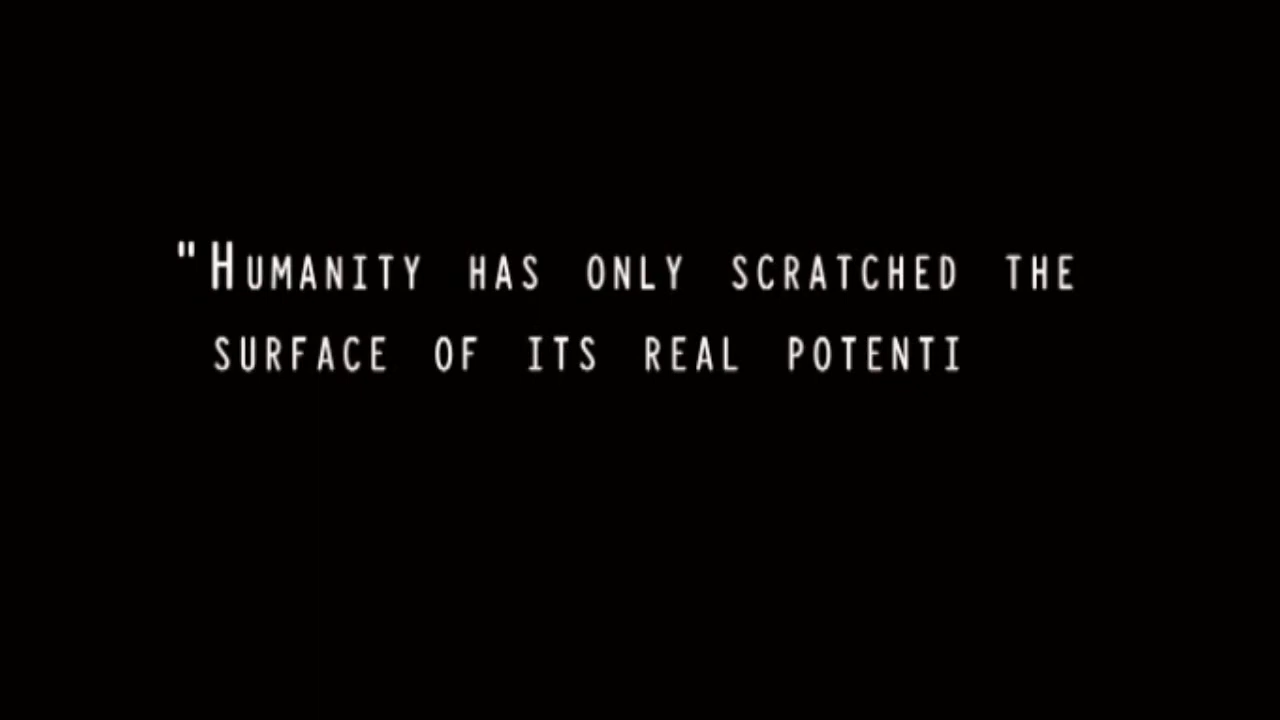 "Humanity has only scratched the
surface of its real potenti